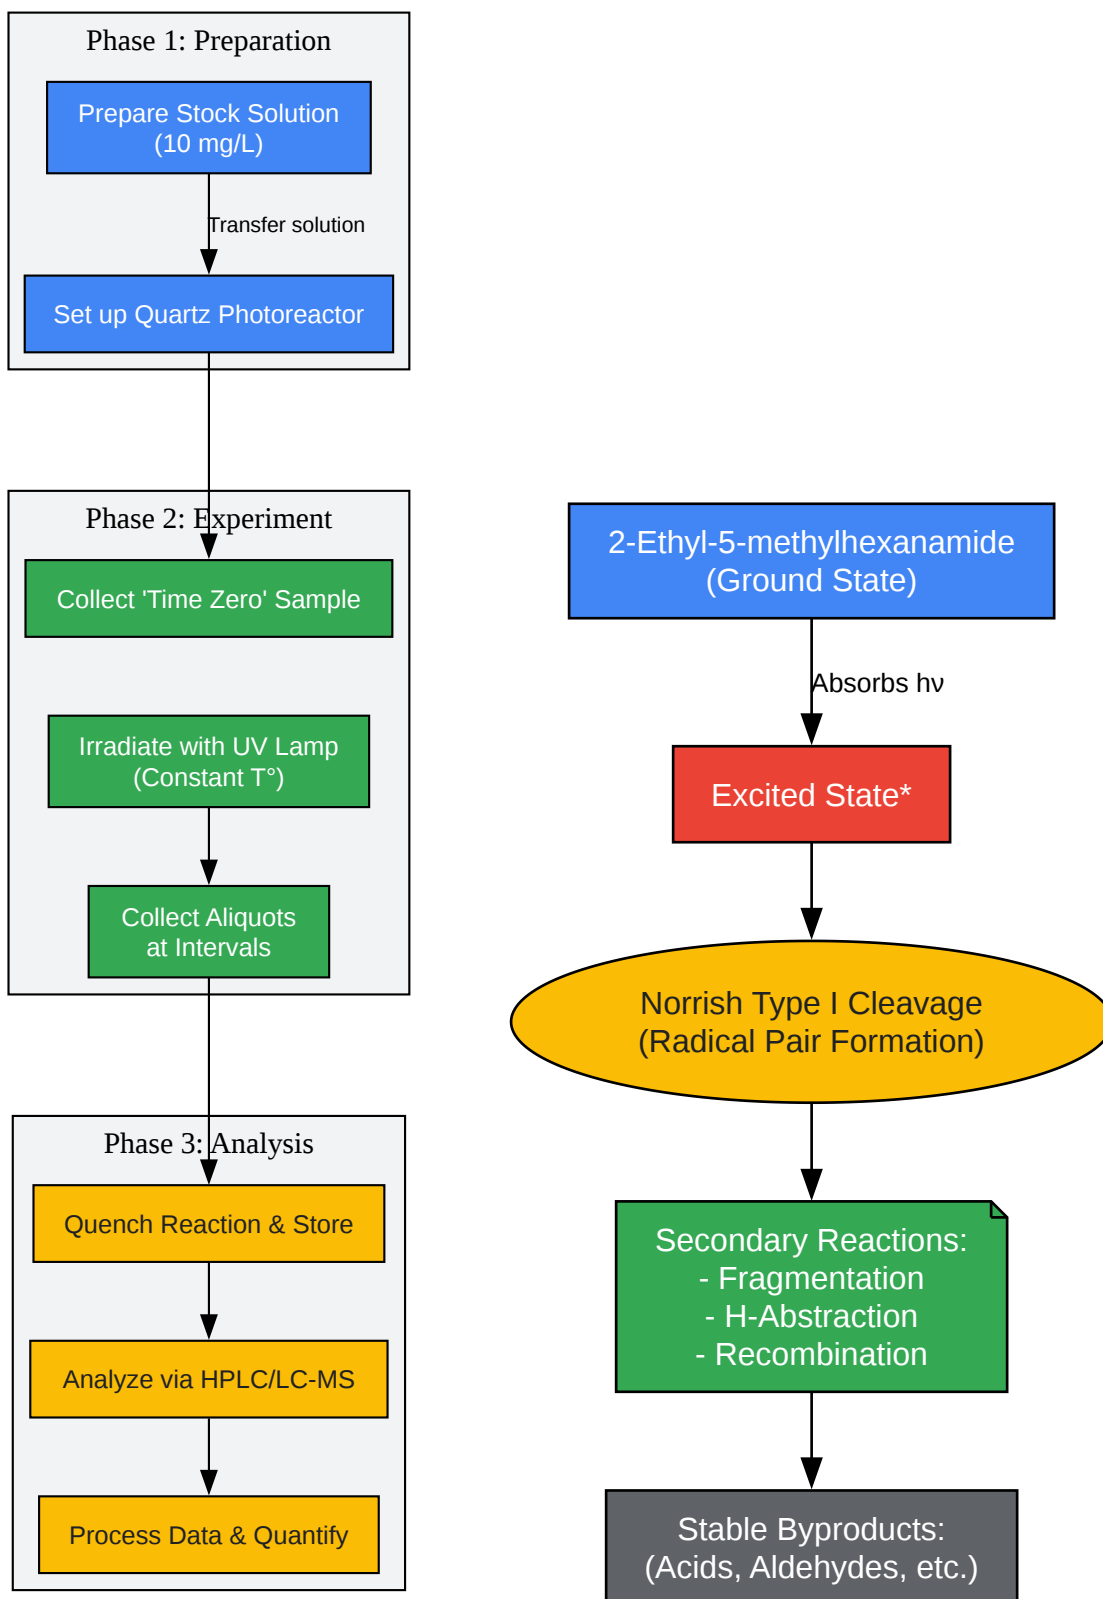 Phase 1: Preparation
Prepare Stock Solution
(10 mg/L)
Transfer solution
Set up Quartz Photoreactor
Phase 2: Experiment
Collect 'Time Zero' Sample
Irradiate with UV Lamp
(Constant T°)
Collect Aliquots
at Intervals
Phase 3: Analysis
Quench Reaction & Store
Analyze via HPLC/LC-MS
Process Data & Quantify
2-Ethyl-5-methylhexanamide
(Ground State)
Absorbs hν
Excited State*
Norrish Type I Cleavage
(Radical Pair Formation)
Secondary Reactions:
- Fragmentation
- H-Abstraction
- Recombination
Stable Byproducts:
(Acids, Aldehydes, etc.)